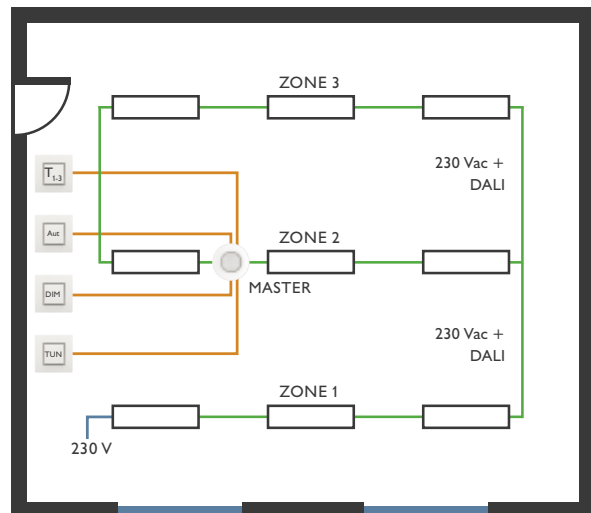 ZONE 3
230 Vac +
DALI
T1-3
Aut
ZONE 2
MASTER
DIM
230 Vac +
DALI
TUN
ZONE 1
230 V